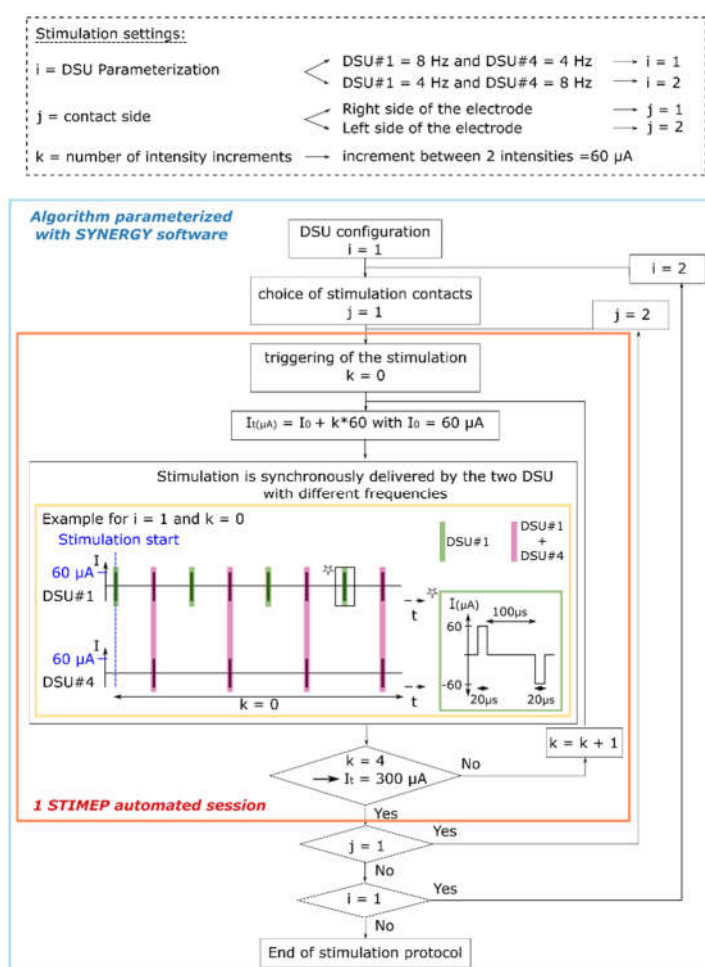 Stimulation settings:
i = DSU Parameterization
DSU#1 = 8 Hz and DSU#4 = 4 Hz
i = 1
DSU#1 = 4 Hz and DSU#4 = 8 Hz
i = 2
j = contact side
Right side of the electrode
j = 1
Left side of the electrode
j = 2
k = number of intensity increments
increment between 2 intensities =60 µA
Algorithm parameterized
with SYNERGY software
DSU configuration
i = 1
i = 2
choice of stimulation contacts
j = 1
j = 2
triggering of the stimulation
k = 0
It(µA) = I0 + k*60 with I0 = 60 µA
Stimulation is synchronously delivered by the two DSU
with different frequencies
Example for i = 1 and k = 0
Stimulation start
DSU#1
DSU#1
+
DSU#4
I
60 µA
DSU#1
t
I
60 µA
DSU#4
t
k = 0
I(µA)
100µs
60
-60
20µs
20µs
k = k + 1
k = 4
It = 300 µA
No
Yes
1 STIMEP automated session
j = 1
Yes
No
i = 1
Yes
No
End of stimulation protocol